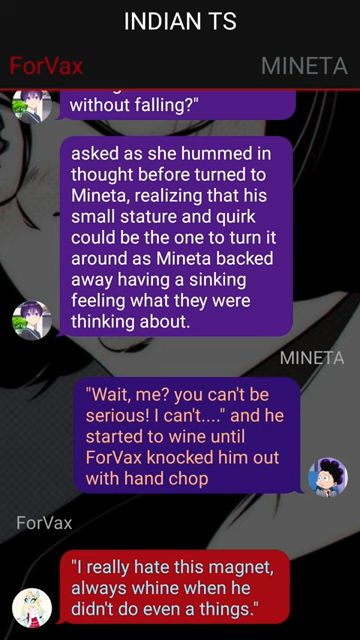 INDIAN TS
ForVax
MINETA
without falling?"
asked as she hummed in
thought before turned to
Mineta, realizing that his
small stature and quirk
could be the one to turn it
around as Mineta backed
away having a sinking
feeling what they were
thinking about.
MINETA
"Wait, me? you can't be
serious! I can't...." and he
started to wine until
ForVax knocked him out
with hand chop
ForVax
"I really hate this magnet,
always whine when he
didn't do even a things."